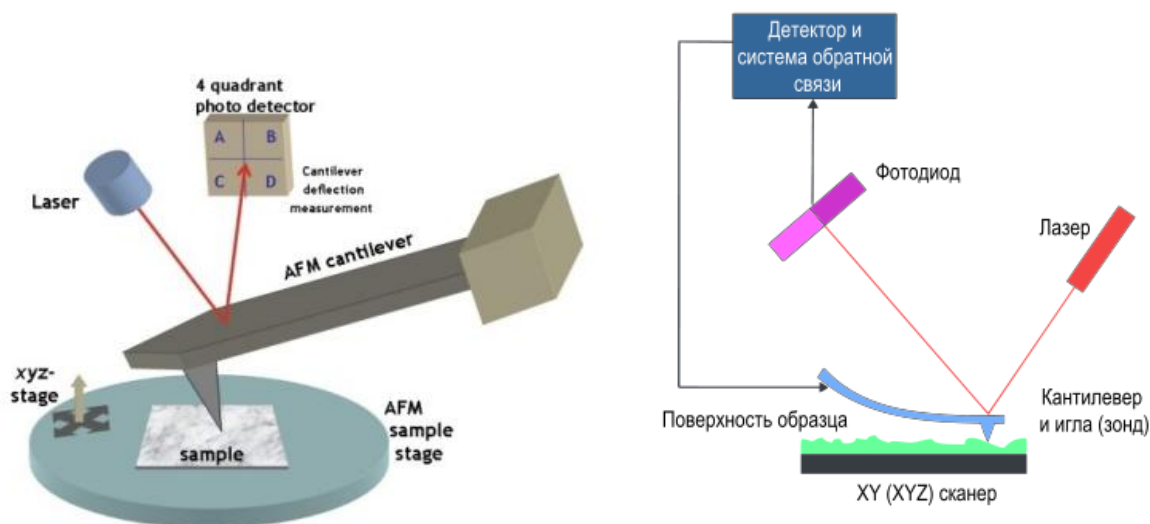 4 quadrant
photo detector
A B
C D
Cantilever
deflection
measurement
Laser
AFM cantilever
xyz-
stage
sample
AFM
sample
stage
Детектор и
система обратной
связи
Фотодиод
Лазер
Кантилевер
и игла (зонд)
Поверхность образца
XY (XYZ) сканер